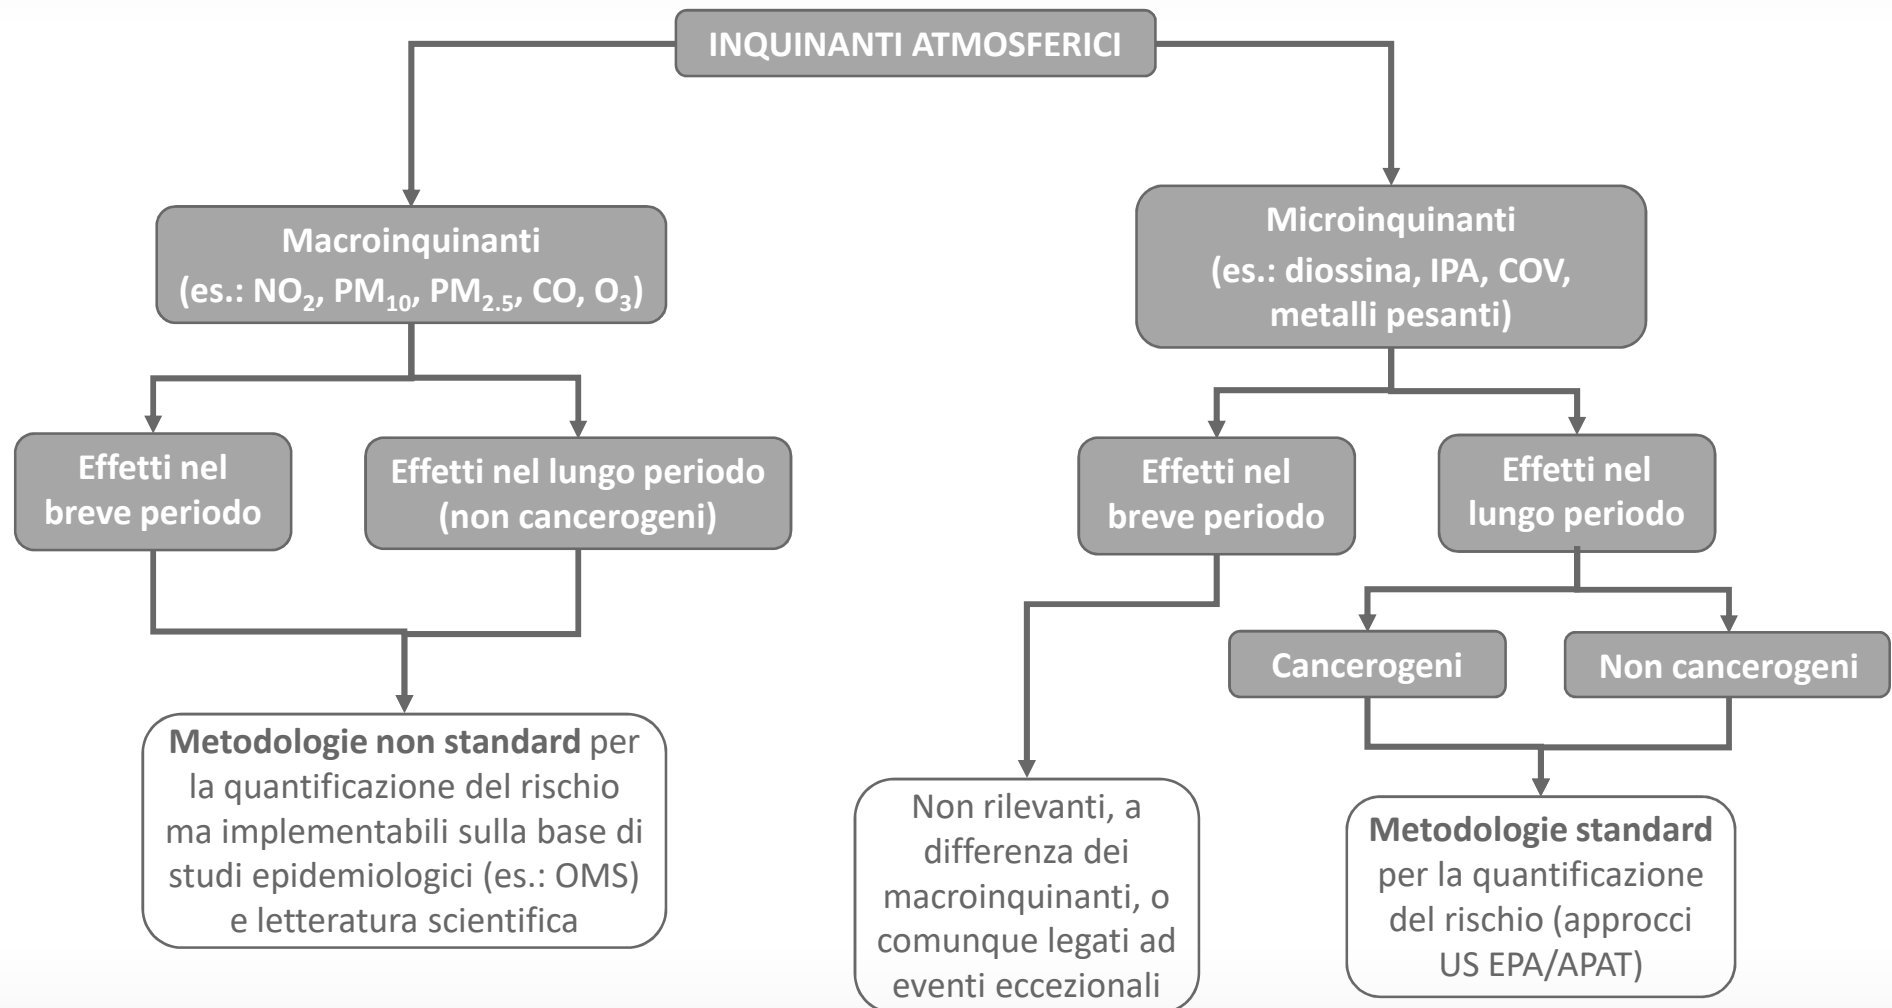 INQUINANTI ATMOSFERICI
Macroinquinanti
(es.: NO₂, PM₁₀, PM₂.₅, CO, O₃)
Microinquinanti
(es.: diossina, IPA, COV,
metalli pesanti)
Effetti nel
breve periodo
Effetti nel lungo periodo
(non cancerogeni)
Effetti nel
breve periodo
Effetti nel
lungo periodo
Cancerogeni
Non cancerogeni
Metodologie non standard per
la quantificazione del rischio
ma implementabili sulla base di
studi epidemiologici (es.: OMS)
e letteratura scientifica
Non rilevanti, a
differenza dei
macroinquinanti, o
comunque legati ad
eventi eccezionali
Metodologie standard
per la quantificazione
del rischio (approcci
US EPA/APAT)